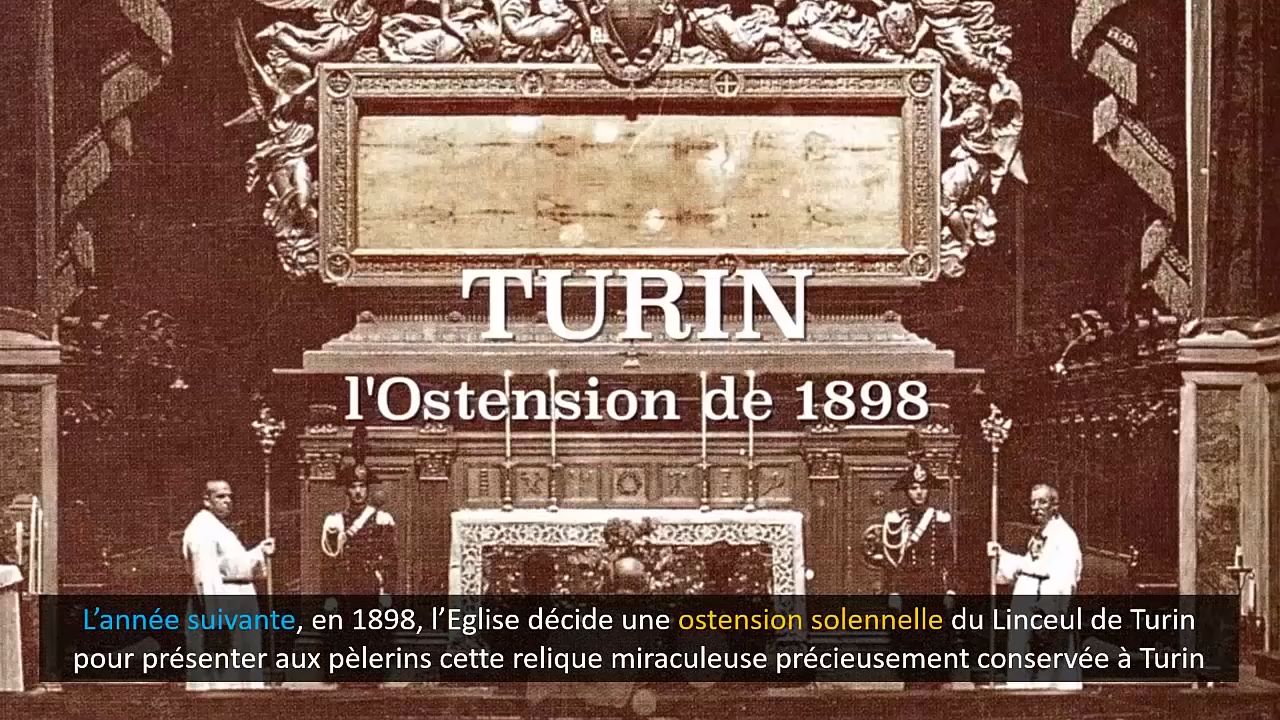 TURIN
l'Ostension de 1898
L’année suivante, en 1898, l’Eglise décide une ostension solennelle du Linceul de Turin
pour présenter aux pèlerins cette relique miraculeuse précieusement conservée à Turin